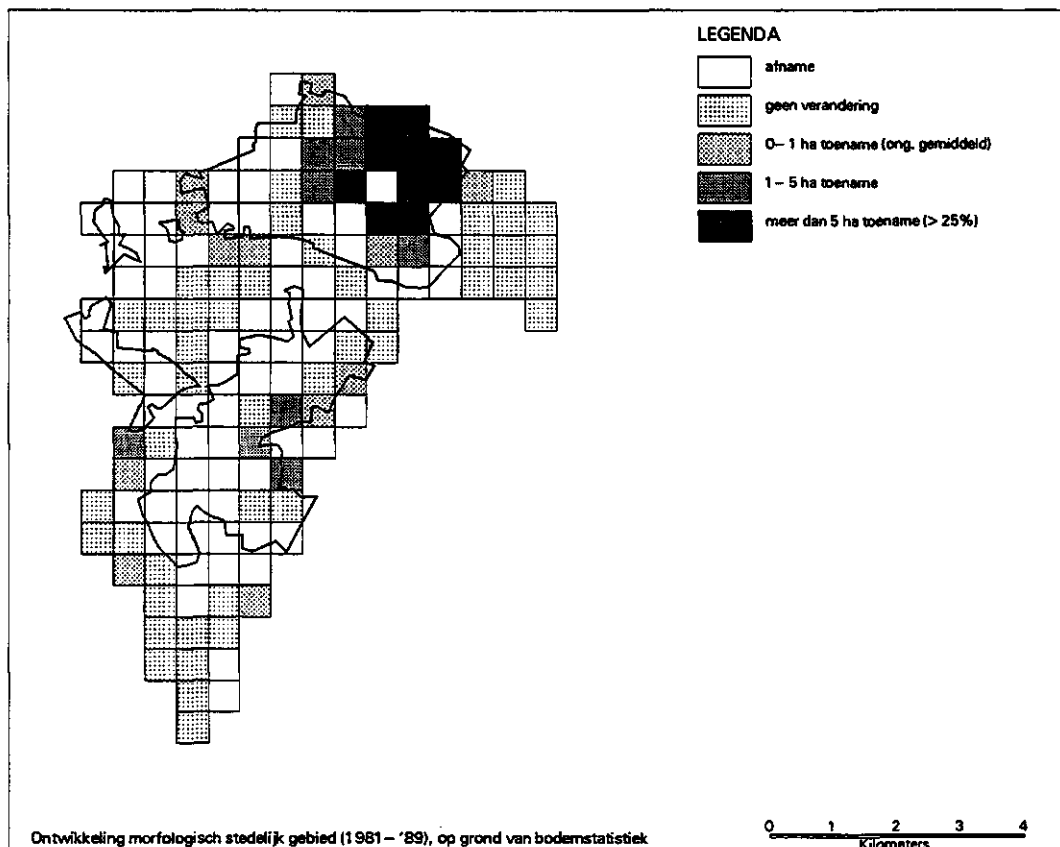 LEGENDA
afname
geen verandering
0– 1 ha toename (ong. gemiddeld)
1 – 5 ha toename
meer dan 5 ha toename (> 25%)
Ontwikkeling morfologisch stedelijk gebied (1981 – '89), op grond van bodemstatistiek
0 1 2 3 4
Kilometers